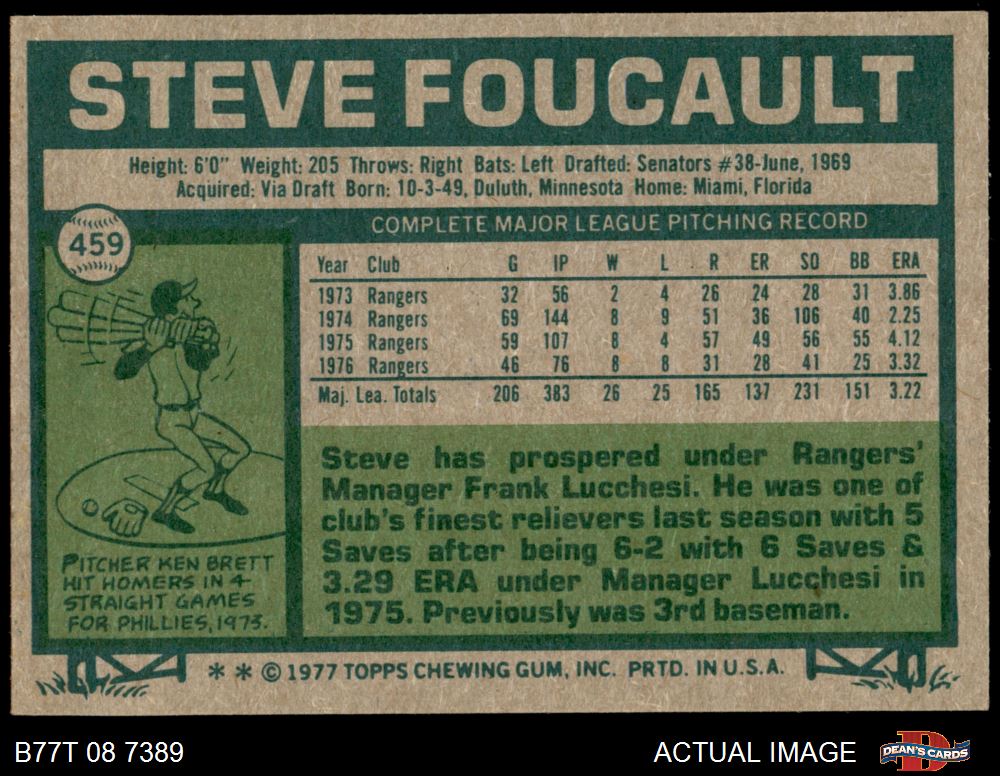 STEVE FOUCAULT
Height: 6'0" Weight: 205 Throws: Right Bats: Left Drafted: Senators #38-June, 1969
Acquired: Via Draft Born: 10-3-49, Duluth, Minnesota Home: Miami, Florida
459
COMPLETE MAJOR LEAGUE PITCHING RECORD
Year Club G IP W L R ER SO BB ERA
1973 Rangers 32 56 2 4 26 24 28 31 3.86
1974 Rangers 69 144 8 9 51 36 106 40 2.25
1975 Rangers 59 107 8 4 57 49 56 55 4.12
1976 Rangers 46 76 8 8 31 28 41 25 3.32
Maj. Lea. Totals 206 383 26 25 165 137 231 151 3.22
Steve has prospered under Rangers'
Manager Frank Lucchesi. He was one of
club's finest relievers last season with 5
Saves after being 6-2 with 6 Saves &
3.29 ERA under Manager Lucchesi in
1975. Previously was 3rd baseman.
PITCHER KEN BRETT
HIT HOMERS IN 4
STRAIGHT GAMES
FOR PHILLIES, 1973.
** © 1977 TOPPS CHEWING GUM, INC. PRTD. IN U.S.A.
B77T 08 7389
ACTUAL IMAGE
D
DEAN'S CARDS